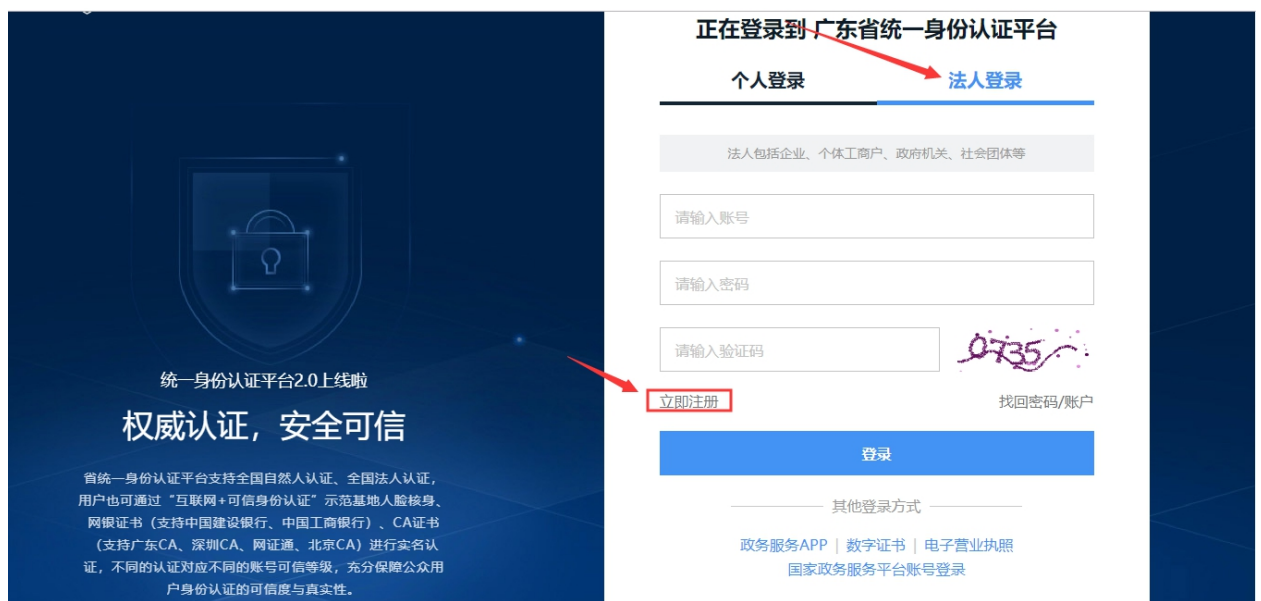 正在登录到 广东省统一身份认证平台
个人登录
法人登录
法人包括企业、个体工商户、政府机关、社会团体等
请输入账号
请输入密码
请输入验证码
0735
立即注册
找回密码/账户
登录
其他登录方式
政务服务APP | 数字证书 | 电子营业执照
国家政务服务平台账号登录
统一身份认证平台2.0上线啦
权威认证，安全可信
省统一身份认证平台支持全国自然人认证、全国法人认证，
用户也可通过“互联网+可信身份认证”示范基地人脸核身、
网银证书（支持中国建设银行、中国工商银行）、CA证书
（支持广东CA、深圳CA、网证通、北京CA）进行实名认
证，不同的认证对应不同的账号可信等级，充分保障公众用
户身份认证的可信度与真实性。